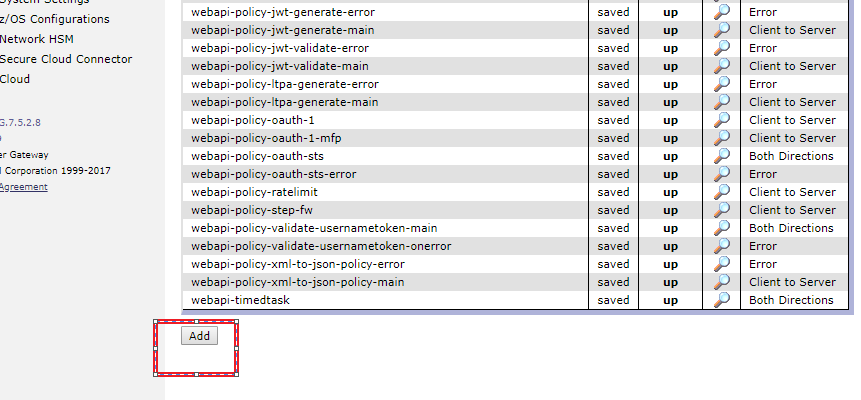 System Settings
z/OS Configurations
Network HSM
Secure Cloud Connector
Cloud
G.7.5.2.8
er Gateway
Corporation 1999-2017
Agreement
webapi-policy-jwt-generate-error saved up Error
webapi-policy-jwt-generate-main saved up Client to Server
webapi-policy-jwt-validate-error saved up Error
webapi-policy-jwt-validate-main saved up Client to Server
webapi-policy-ltpa-generate-error saved up Error
webapi-policy-ltpa-generate-main saved up Client to Server
webapi-policy-oauth-1 saved up Client to Server
webapi-policy-oauth-1-mfp saved up Client to Server
webapi-policy-oauth-sts saved up Both Directions
webapi-policy-oauth-sts-error saved up Error
webapi-policy-ratelimit saved up Client to Server
webapi-policy-step-fw saved up Client to Server
webapi-policy-validate-usernametoken-main saved up Both Directions
webapi-policy-validate-usernametoken-onerror saved up Error
webapi-policy-xml-to-json-policy-error saved up Error
webapi-policy-xml-to-json-policy-main saved up Client to Server
webapi-timedtask saved up Both Directions
Add